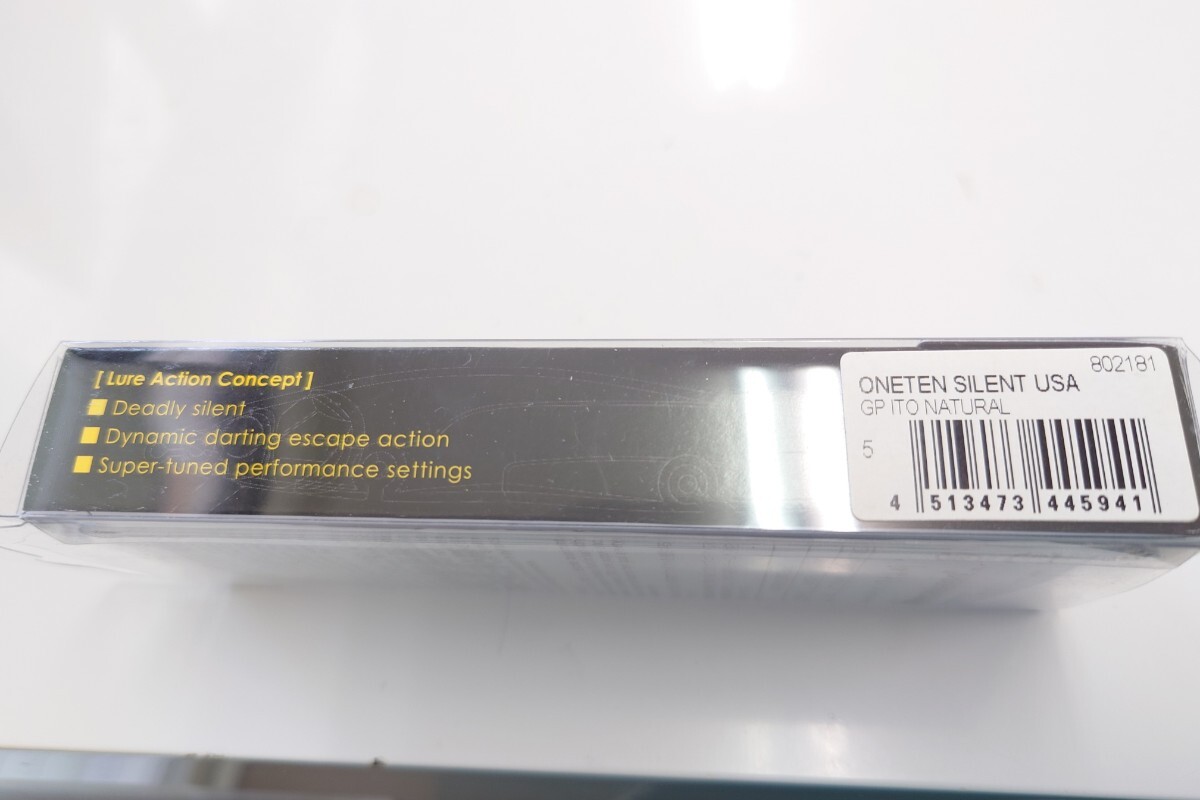 [ Lure Action Concept ]
■ Deadly silent
■ Dynamic darting escape action
■ Super-tuned performance settings
802181
ONETEN SILENT USA
GP ITO NATURAL
5
4 513473 445941